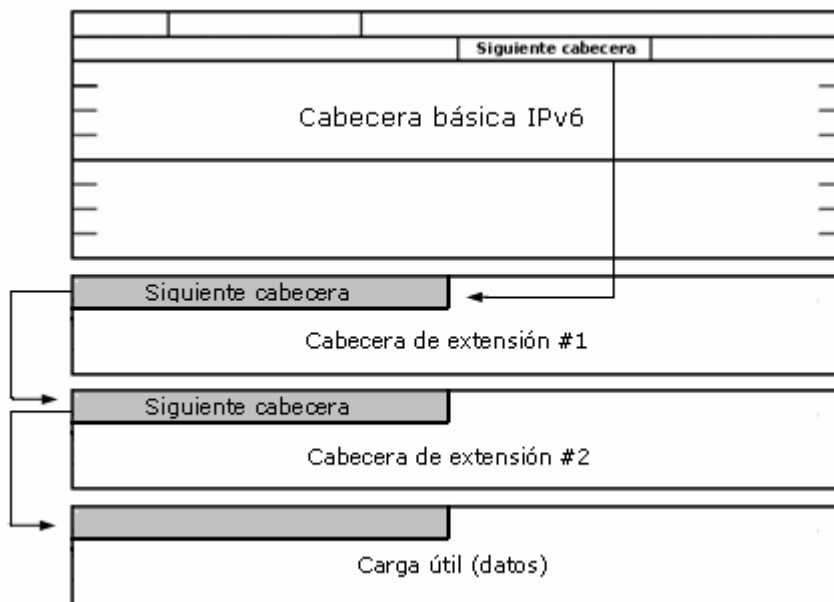 Siguiente cabecera
Cabecera básica IPv6
Siguiente cabecera
Cabecera de extensión #1
Siguiente cabecera
Cabecera de extensión #2
Carga útil (datos)